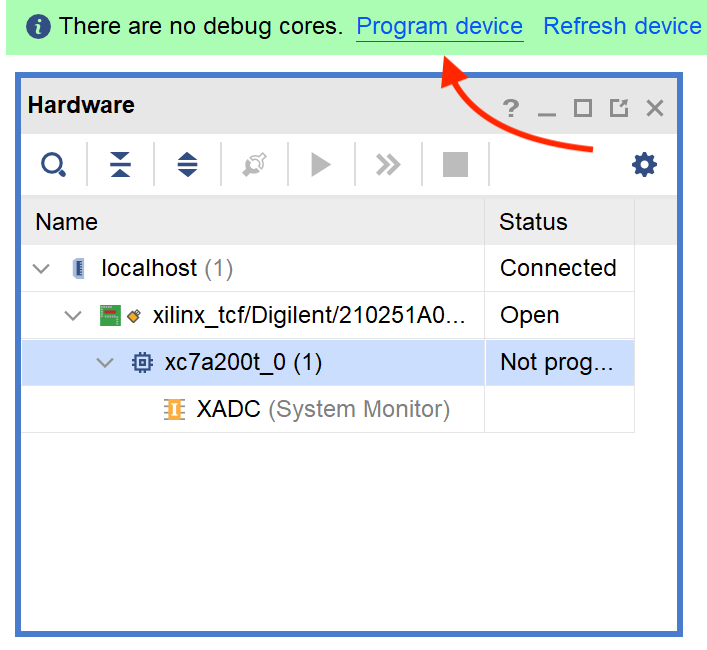 There are no debug cores. Program device Refresh device
Hardware
?
Name Status
localhost (1) Connected
xilinx_tcf/Digilent/210251A0... Open
xc7a200t_0 (1) Not prog...
XADC (System Monitor)